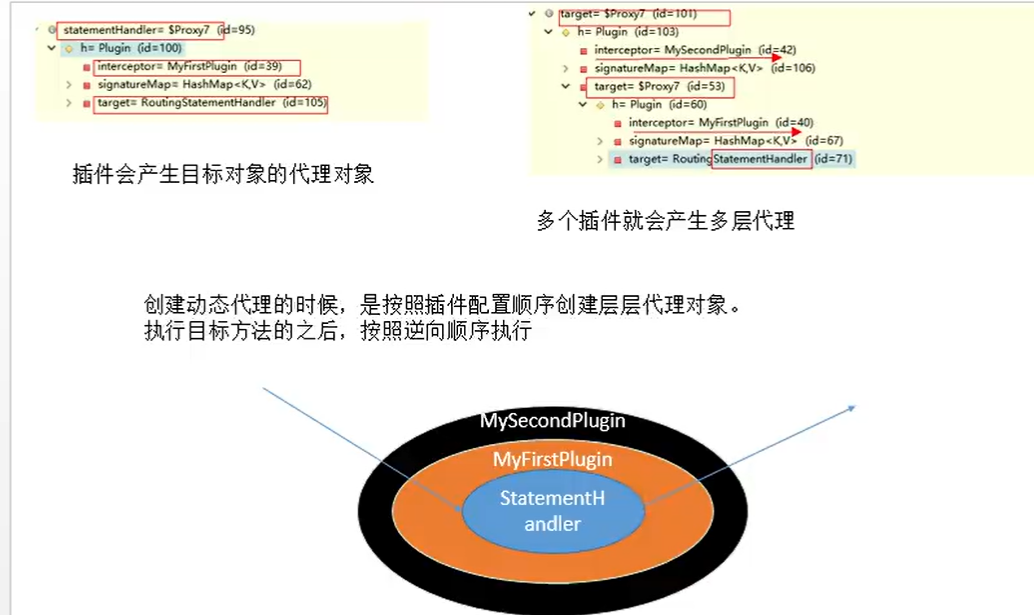 statementHandler= $Proxy7 (id=95)
h= Plugin (id=100)
interceptor= MyFirstPlugin (id=39)
signatureMap= HashMap<K,V> (id=62)
target= RoutingStatementHandler (id=105)
插件会产生目标对象的代理对象
target= $Proxy7 (id=101)
h= Plugin (id=103)
interceptor= MySecondPlugin (id=42)
signatureMap= HashMap<K,V> (id=106)
target= $Proxy7 (id=53)
h= Plugin (id=60)
interceptor= MyFirstPlugin (id=40)
signatureMap= HashMap<K,V> (id=67)
target= RoutingStatementHandler (id=71)
多个插件就会产生多层代理
创建动态代理的时候，是按照插件配置顺序创建层层代理对象。
执行目标方法的之后，按照逆向顺序执行
MySecondPlugin
MyFirstPlugin
StatementH
andler